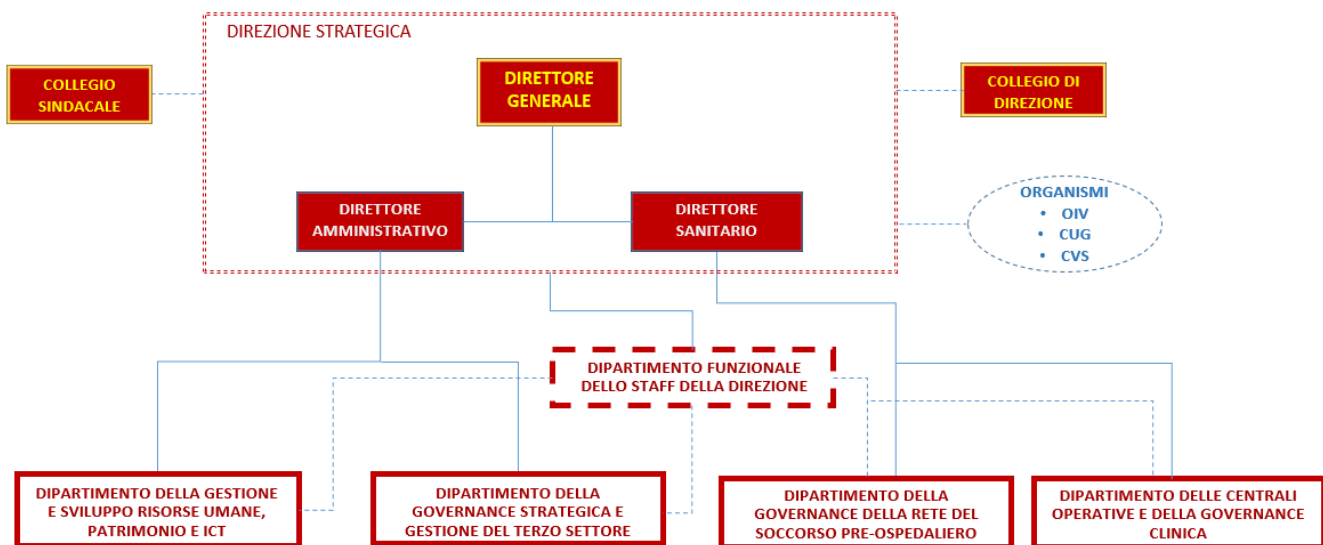 DIREZIONE STRATEGICA
COLLEGIO
SINDACALE
DIRETTORE
GENERALE
COLLEGIO DI
DIREZIONE
DIRETTORE
AMMINISTRATIVO
DIRETTORE
SANITARIO
ORGANISMI
• OIV
• CUG
• CVS
DIPARTIMENTO FUNZIONALE
DELLO STAFF DELLA DIREZIONE
DIPARTIMENTO DELLA GESTIONE
E SVILUPPO RISORSE UMANE,
PATRIMONIO E ICT
DIPARTIMENTO DELLA
GOVERNANCE STRATEGICA E
GESTIONE DEL TERZO SETTORE
DIPARTIMENTO DELLA
GOVERNANCE DELLA RETE DEL
SOCCORSO PRE-OSPEDALIERO
DIPARTIMENTO DELLE CENTRALI
OPERATIVE E DELLA GOVERNANCE
CLINICA